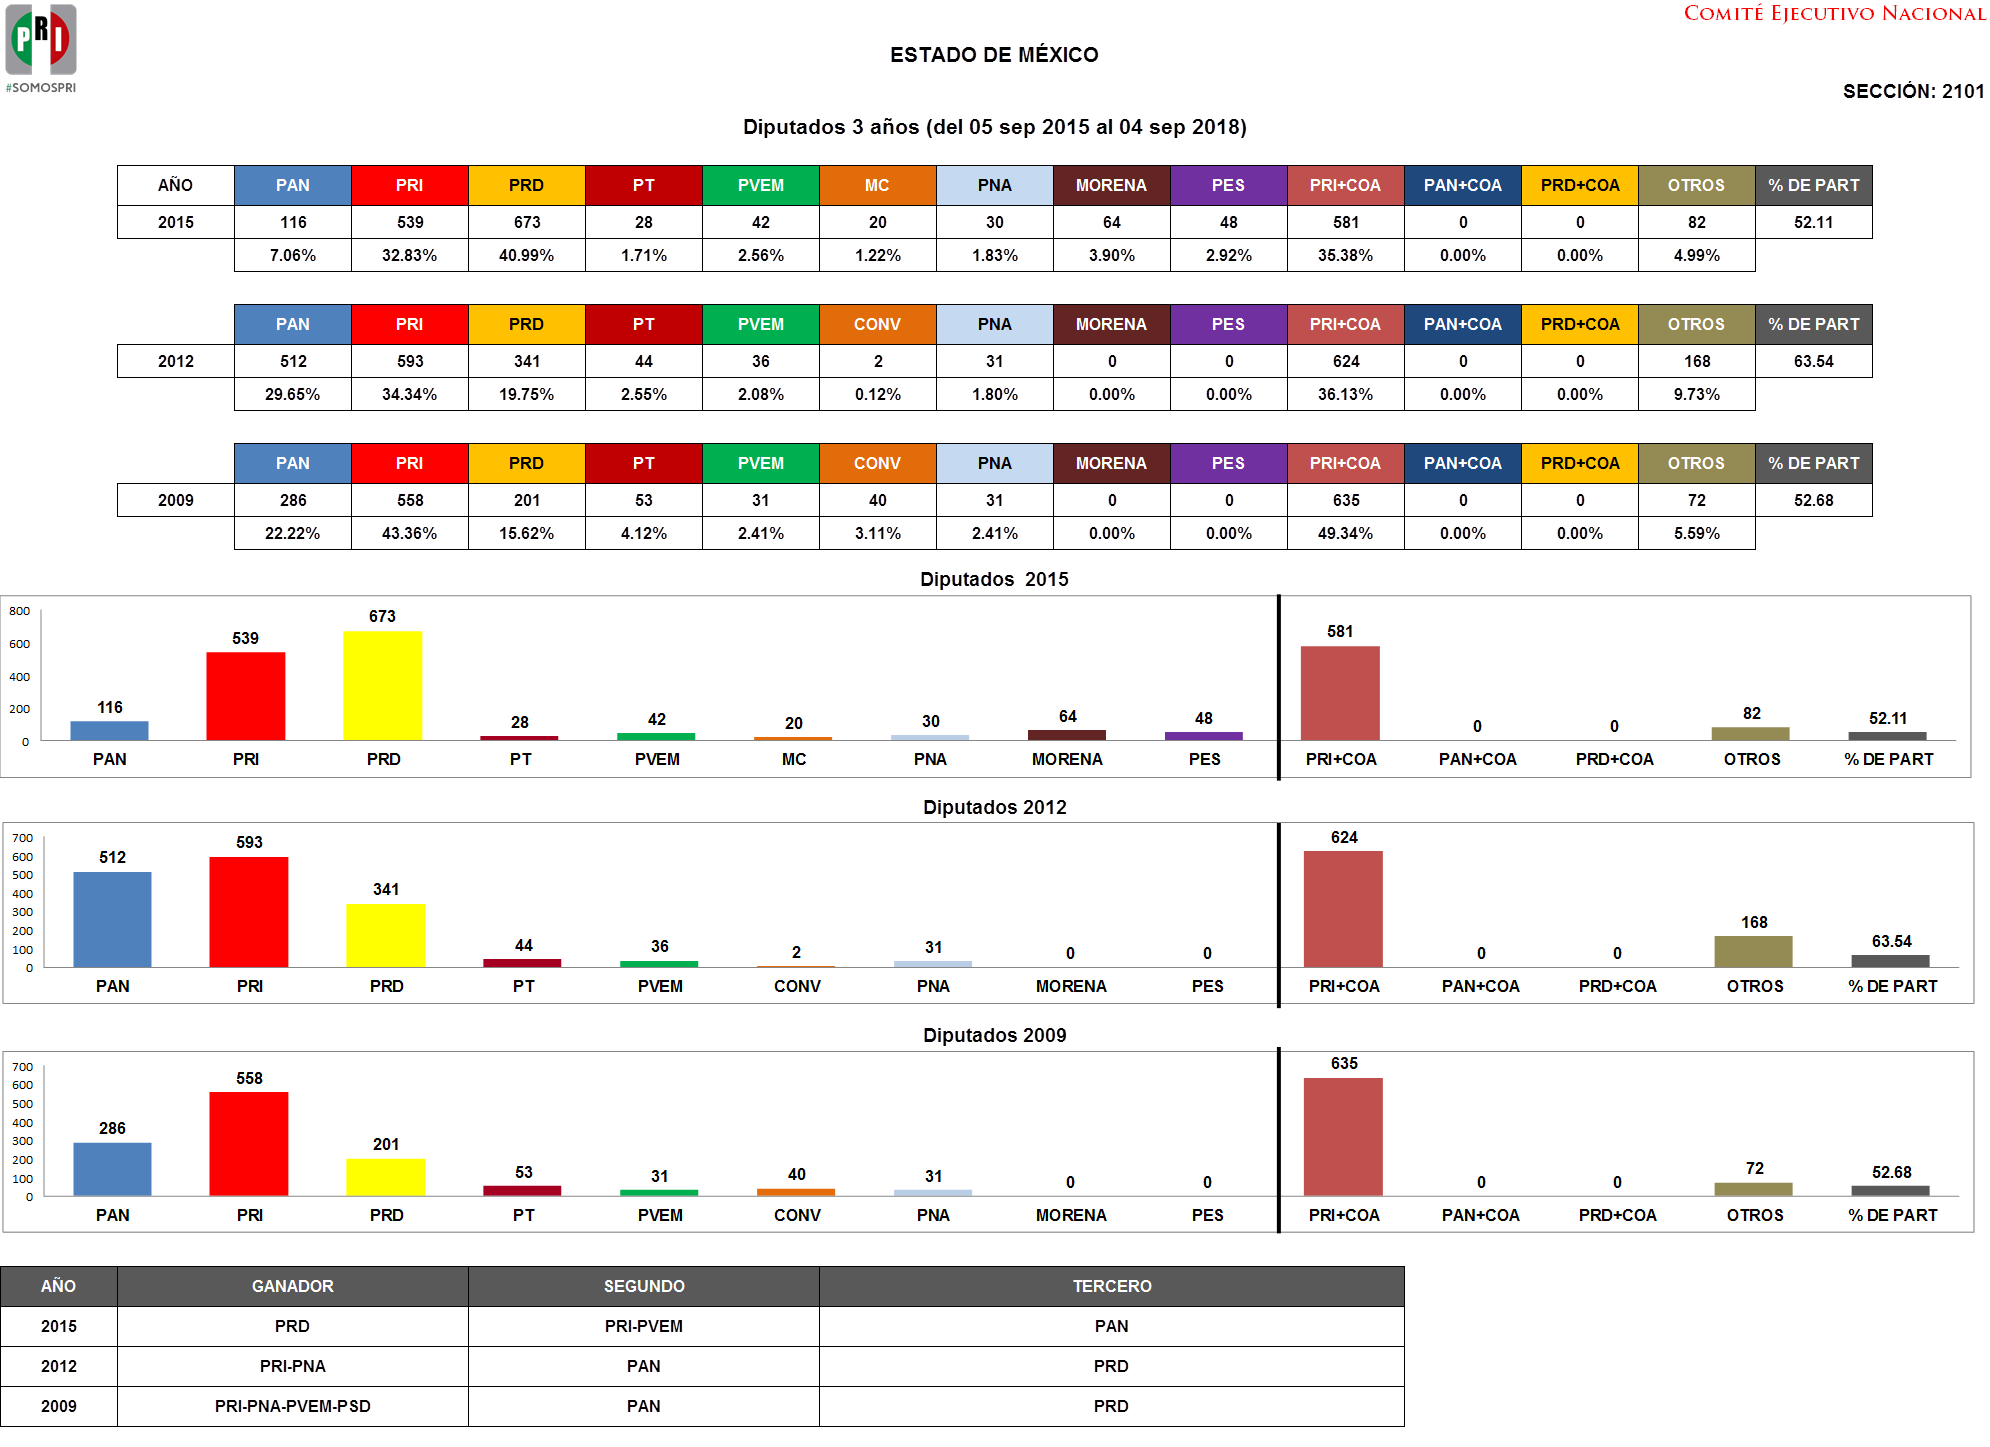 PRI
#SOMOSPRI
COMITÉ EJECUTIVO NACIONAL
ESTADO DE MÉXICO
SECCIÓN: 2101
Diputados 3 años (del 05 sep 2015 al 04 sep 2018)
AÑO PAN PRI PRD PT PVEM MC PNA MORENA PES PRI+COA PAN+COA PRD+COA OTROS % DE PART
2015 116 539 673 28 42 20 30 64 48 581 0 0 82 52.11
7.06% 32.83% 40.99% 1.71% 2.56% 1.22% 1.83% 3.90% 2.92% 35.38% 0.00% 0.00% 4.99%
PAN PRI PRD PT PVEM CONV PNA MORENA PES PRI+COA PAN+COA PRD+COA OTROS % DE PART
2012 512 593 341 44 36 2 31 0 0 624 0 0 168 63.54
29.65% 34.34% 19.75% 2.55% 2.08% 0.12% 1.80% 0.00% 0.00% 36.13% 0.00% 0.00% 9.73%
PAN PRI PRD PT PVEM CONV PNA MORENA PES PRI+COA PAN+COA PRD+COA OTROS % DE PART
2009 286 558 201 53 31 40 31 0 0 635 0 0 72 52.68
22.22% 43.36% 15.62% 4.12% 2.41% 3.11% 2.41% 0.00% 0.00% 49.34% 0.00% 0.00% 5.59%
Diputados 2015
800
600
400
200
0
116 539 673 28 42 20 30 64 48 581 0 0 82 52.11
PAN PRI PRD PT PVEM MC PNA MORENA PES PRI+COA PAN+COA PRD+COA OTROS % DE PART
Diputados 2012
700
600
500
400
300
200
100
0
512 593 341 44 36 2 31 0 0 624 0 0 168 63.54
PAN PRI PRD PT PVEM CONV PNA MORENA PES PRI+COA PAN+COA PRD+COA OTROS % DE PART
Diputados 2009
700
600
500
400
300
200
100
0
286 558 201 53 31 40 31 0 0 635 0 0 72 52.68
PAN PRI PRD PT PVEM CONV PNA MORENA PES PRI+COA PAN+COA PRD+COA OTROS % DE PART
AÑO GANADOR SEGUNDO TERCERO
2015 PRD PRI-PVEM PAN
2012 PRI-PNA PAN PRD
2009 PRI-PNA-PVEM-PSD PAN PRD